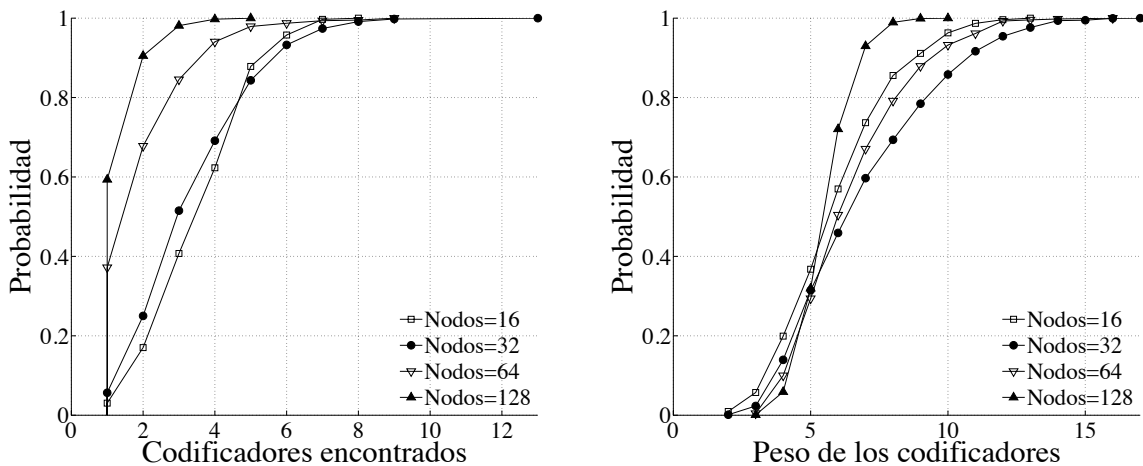 1
0.8
0.6
0.4
0.2
0
Probabilidad
0 2 4 6 8 10 12
Codificadores encontrados
Nodos=16
Nodos=32
Nodos=64
Nodos=128
1
0.8
0.6
0.4
0.2
0
Probabilidad
0 5 10 15
Peso de los codificadores
Nodos=16
Nodos=32
Nodos=64
Nodos=128